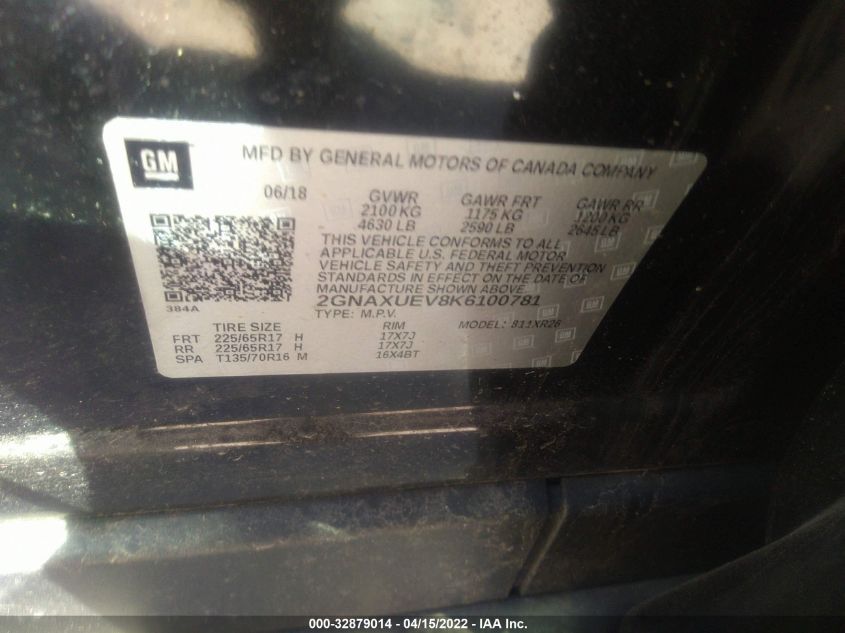 GM
MFD BY GENERAL MOTORS OF CANADA COMPANY
06/18 GVWR GAWR FRT GAWR RR
2100 KG 1175 KG 1200 KG
4630 LB 2590 LB 2645 LB
THIS VEHICLE CONFORMS TO ALL
APPLICABLE U.S. FEDERAL MOTOR
VEHICLE SAFETY AND THEFT PREVENTION
STANDARDS IN EFFECT ON THE DATE OF
MANUFACTURE SHOWN ABOVE.
2GNAXUEV8K6100781
384A
TYPE: M.P.V. MODEL: 811XR26
TIRE SIZE RIM
FRT 225/65R17 H 17X7J
RR 225/65R17 H 17X7J
SPA T135/70R16 M 16X4BT
000-32879014 - 04/15/2022 - IAA Inc.